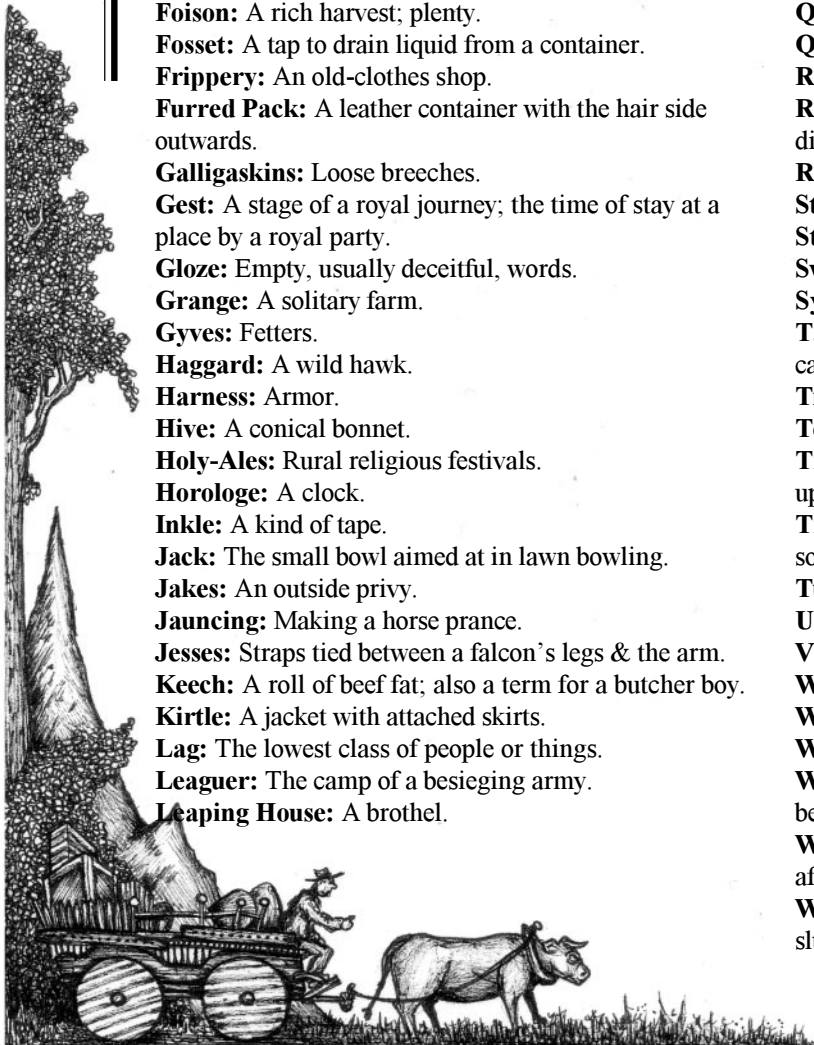 Foison: A rich harvest; plenty.
Fosset: A tap to drain liquid from a container.
Frippery: An old-clothes shop.
Furred Pack: A leather container with the hair side
outwards.
Galligaskins: Loose breeches.
Gest: A stage of a royal journey; the time of stay at a
place by a royal party.
Gloze: Empty, usually deceitful, words.
Grange: A solitary farm.
Gyves: Fetters.
Haggard: A wild hawk.
Harness: Armor.
Hive: A conical bonnet.
Holy-Ales: Rural religious festivals.
Horologe: A clock.
Inkle: A kind of tape.
Jack: The small bowl aimed at in lawn bowling.
Jakes: An outside privy.
Jauncing: Making a horse prance.
Jesses: Straps tied between a falcon’s legs & the arm.
Keech: A roll of beef fat; also a term for a butcher boy.
Kirtle: A jacket with attached skirts.
Lag: The lowest class of people or things.
Leaguer: The camp of a besieging army.
Leaping House: A brothel.